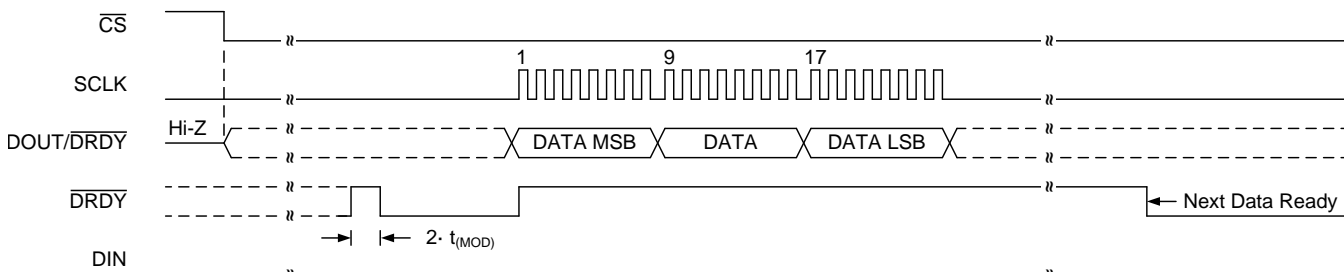 CS
1 9 17
SCLK
Hi-Z
DOUT/DRDY DATA MSB DATA DATA LSB
DRDY Next Data Ready
2· t(MOD)
DIN